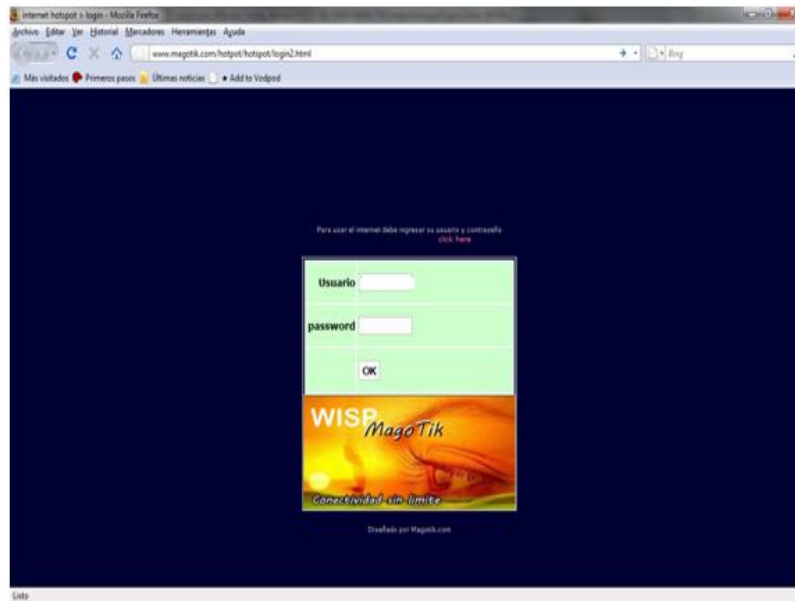 internet hotspot > login - Mozilla Firefox
Archivo Editar Ver Historial Marcadores Herramientas Ayuda
www.magotik.com/hotpot/hotspot/login2.html
Bing
Más visitados Primeros pasos Últimas noticias Add to Vodpod
Para usar el internet debe ingresar su usuario y contraseña
click here
Usuario
password
OK
WISP
MagoTik
Conectividad sin limite
Diseñado por Magotik.com
Listo